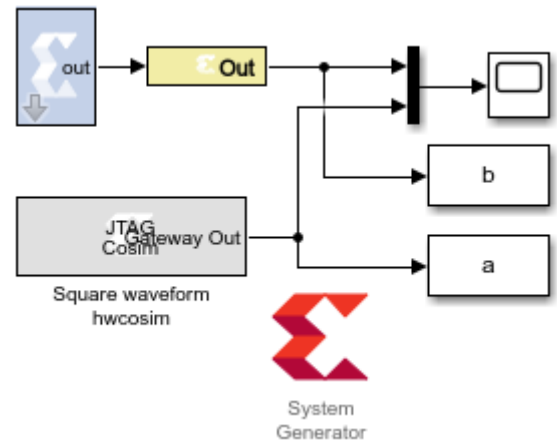 out
Out
b
JTAG
Cosim
Gateway Out
a
Square waveform
hwcosim
System
Generator